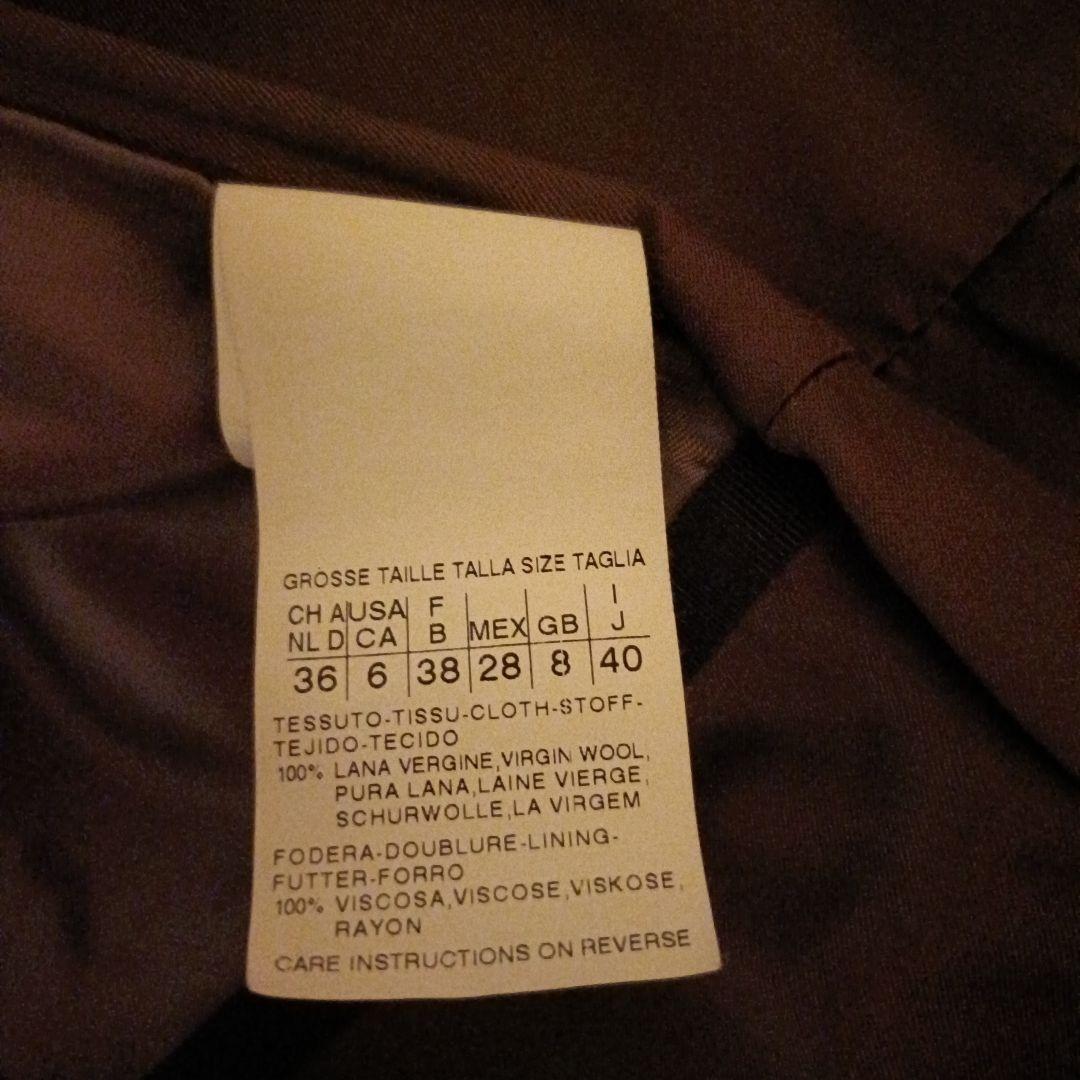 GRÖSSE TAILLE TALLA SIZE TAGLIA
CH A USA F MEX GB I
NL D CA B J
36 6 38 28 8 40
TESSUTO-TISSU-CLOTH-STOFF-
TEJIDO-TECIDO
100% LANA VERGINE,VIRGIN WOOL,
PURA LANA,LAINE VIERGE,
SCHURWOLLE,LA VIRGEM
FODERA-DOUBLURE-LINING-
FUTTER-FORRO
100% VISCOSA,VISCOSE,VISKOSE,
RAYON
CARE INSTRUCTIONS ON REVERSE